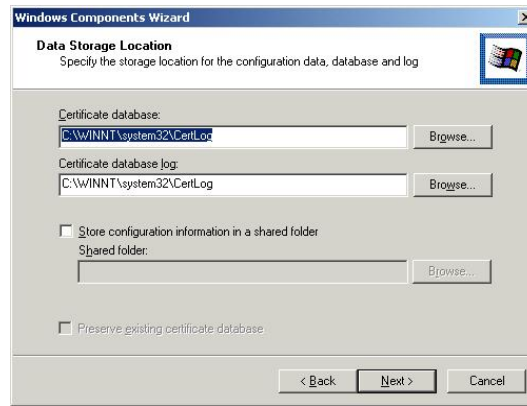 Windows Components Wizard
Data Storage Location
Specify the storage location for the configuration data, database and log
Certificate database:
C:\WINNT\system32\CertLog
Browse...
Certificate database log:
C:\WINNT\system32\CertLog
Browse...
Store configuration information in a shared folder
Shared folder:
Browse...
Preserve existing certificate database
< Back
Next >
Cancel